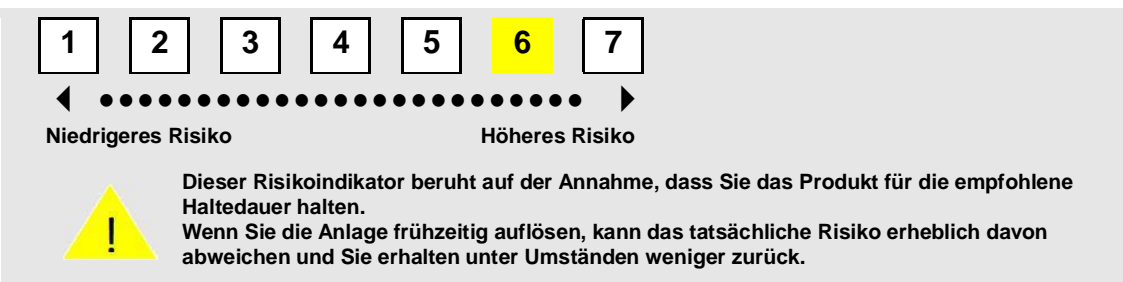 1 2 3 4 5 6 7
Niedrigeres Risiko Höheres Risiko
Dieser Risikoindikator beruht auf der Annahme, dass Sie das Produkt für die empfohlene
Haltedauer halten.
Wenn Sie die Anlage frühzeitig auflösen, kann das tatsächliche Risiko erheblich davon
abweichen und Sie erhalten unter Umständen weniger zurück.
!